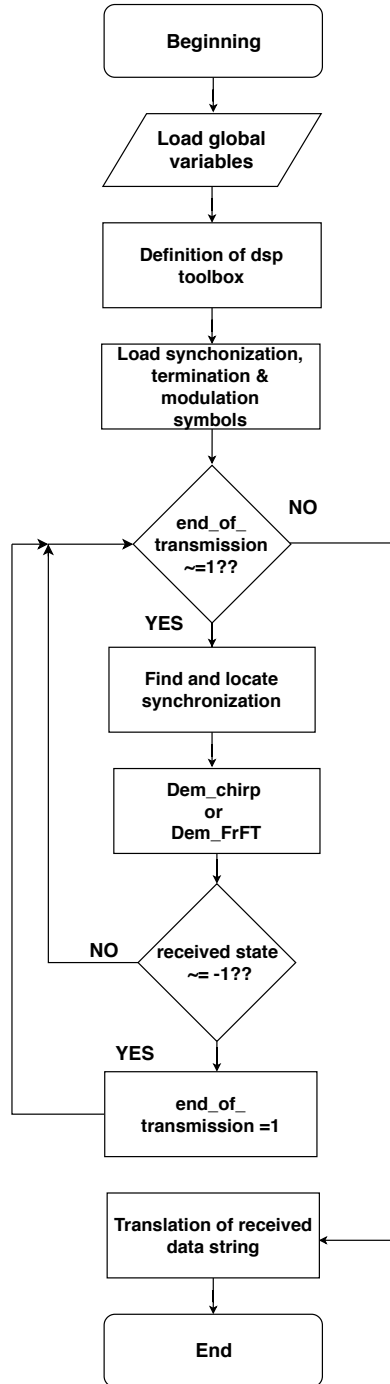 Beginning
Load global
variables
Definition of dsp
toolbox
Load synchonization,
termination &
modulation
symbols
NO
end_of_
transmission
~=1??
YES
Find and locate
synchronization
Dem_chirp
or
Dem_FrFT
NO
received state
~= -1??
YES
end_of_
transmission =1
Translation of received
data string
End